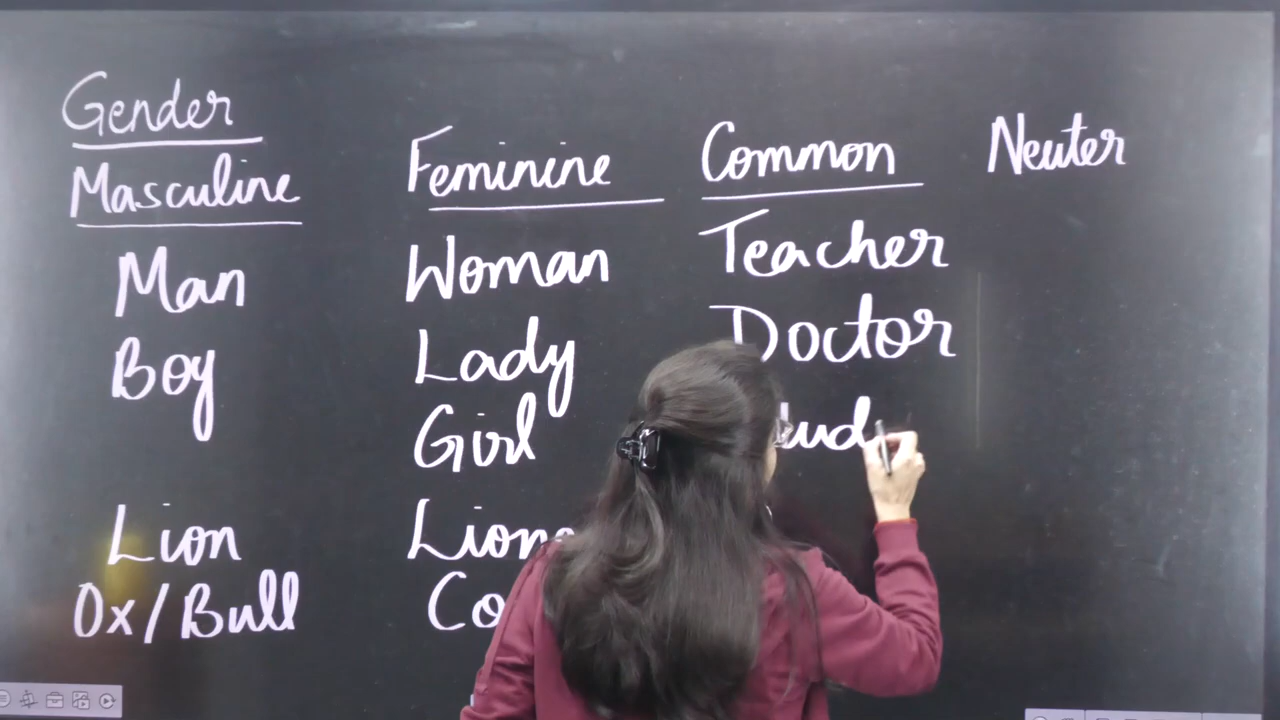 Gender
Masculine Feminine Common Neuter
Man Woman Teacher
Boy Lady Doctor
Girl
Lion
Ox/Bull